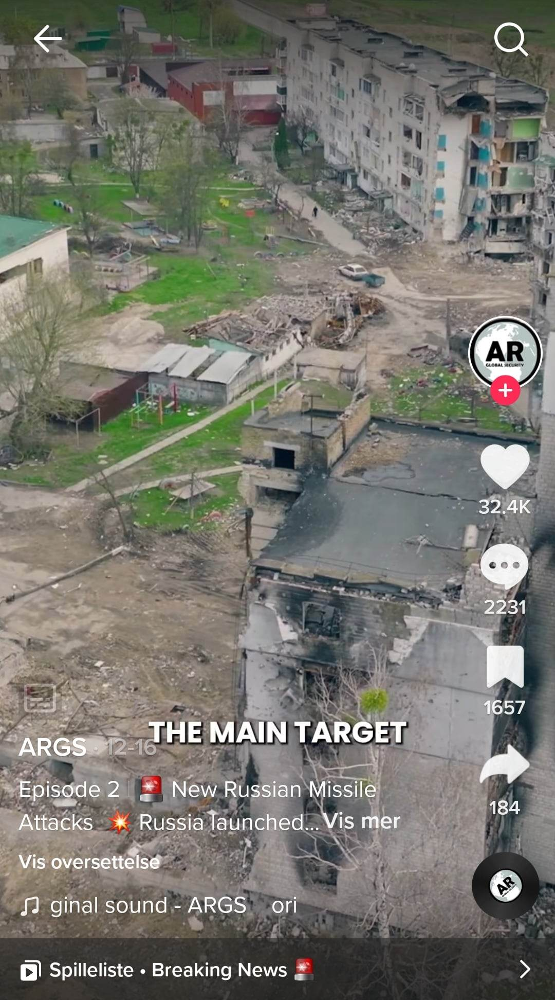 AR
GLOBAL SECURITY
32.4K
2231
1657
THE MAIN TARGET
ARGS · 12-16
Episode 2 | 🚨 New Russian Missile
Attacks 💥 Russia launched... Vis mer
184
Vis oversettelse
ginal sound - ARGS ori
AR
Spilleliste • Breaking News 🚨